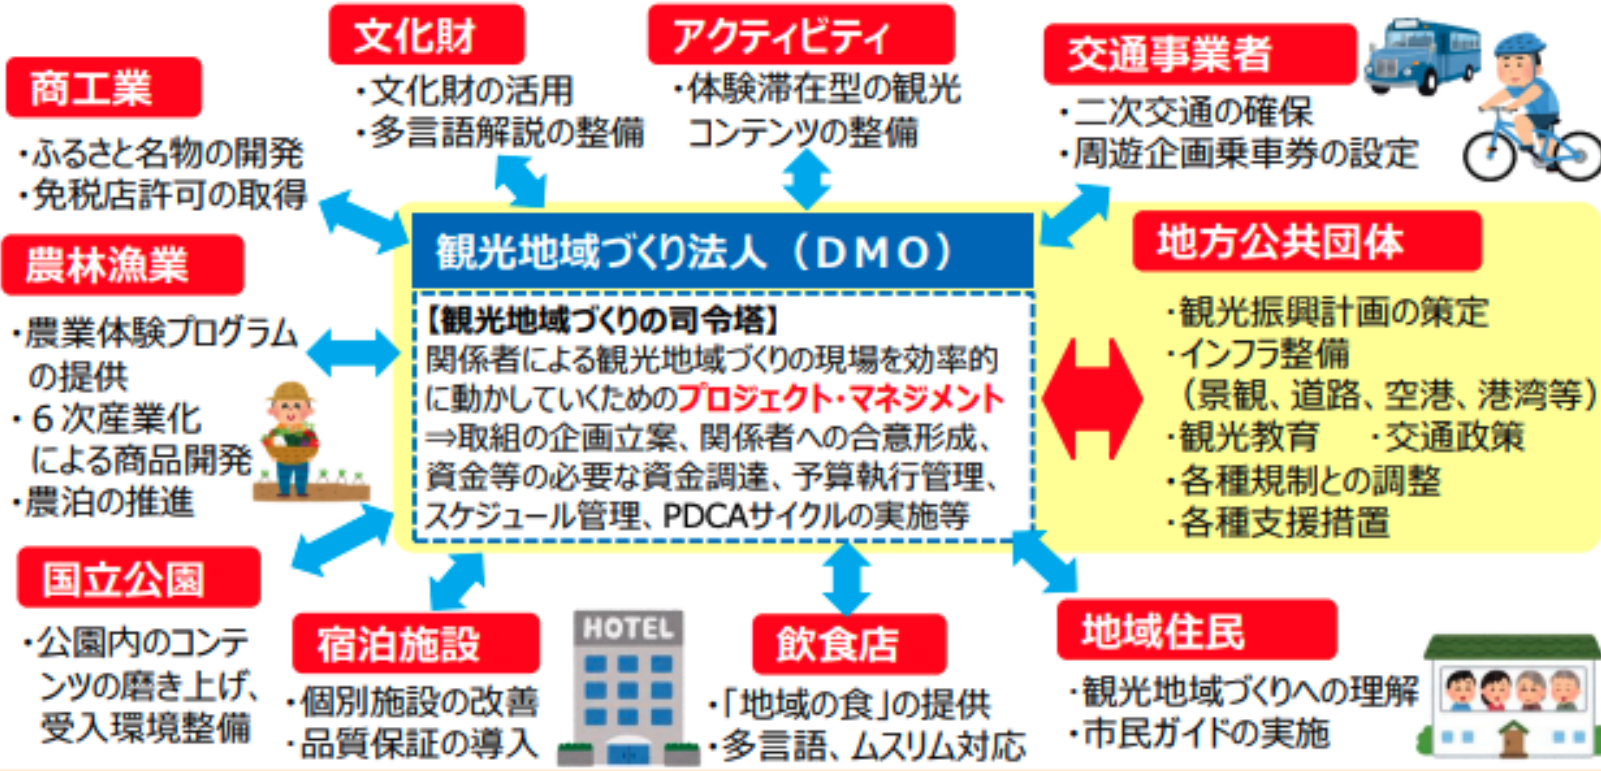 文化財
・文化財の活用
・多言語解説の整備
アクティビティ
・体験滞在型の観光
コンテンツの整備
交通事業者
・二次交通の確保
・周遊企画乗車券の設定
商工業
・ふるさと名物の開発
・免税店許可の取得
農林漁業
・農業体験プログラム
の提供
・６次産業化
による商品開発
・農泊の推進
観光地域づくり法人（ＤＭＯ）
【観光地域づくりの司令塔】
関係者による観光地域づくりの現場を効率的
に動かしていくためのプロジェクト・マネジメント
⇒取組の企画立案、関係者への合意形成、
資金等の必要な資金調達、予算執行管理、
スケジュール管理、PDCAサイクルの実施等
地方公共団体
・観光振興計画の策定
・インフラ整備
（景観、道路、空港、港湾等）
・観光教育　・交通政策
・各種規制との調整
・各種支援措置
国立公園
・公園内のコンテ
ンツの磨き上げ、
受入環境整備
宿泊施設
・個別施設の改善
・品質保証の導入
HOTEL
飲食店
・「地域の食」の提供
・多言語、ムスリム対応
地域住民
・観光地域づくりへの理解
・市民ガイドの実施